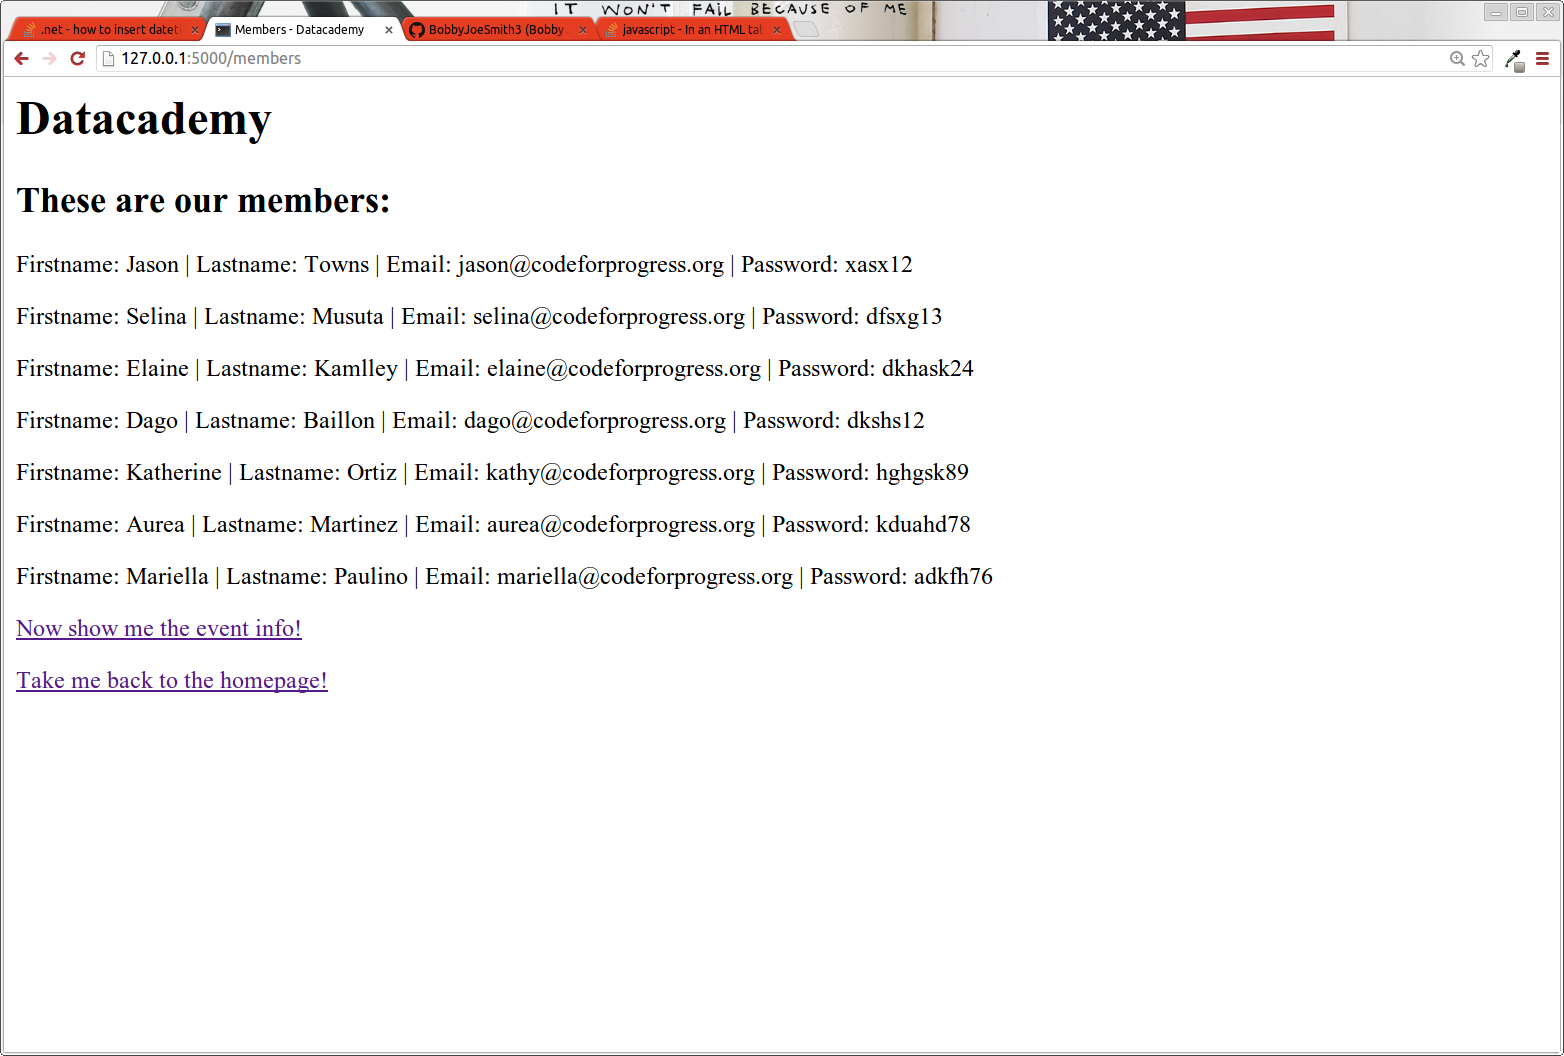 IT WON'T FAIL BECAUSE OF ME
.net - how to insert datet
Members - Datacademy
BobbyJoeSmith3 (Bobby
javascript - In an HTML tab
127.0.0.1:5000/members
Datacademy
These are our members:
Firstname: Jason | Lastname: Towns | Email: jason@codeforprogress.org | Password: xasx12
Firstname: Selina | Lastname: Musuta | Email: selina@codeforprogress.org | Password: dfsxg13
Firstname: Elaine | Lastname: Kamlley | Email: elaine@codeforprogress.org | Password: dkhask24
Firstname: Dago | Lastname: Baillon | Email: dago@codeforprogress.org | Password: dkshs12
Firstname: Katherine | Lastname: Ortiz | Email: kathy@codeforprogress.org | Password: hghgsk89
Firstname: Aurea | Lastname: Martinez | Email: aurea@codeforprogress.org | Password: kduahd78
Firstname: Mariella | Lastname: Paulino | Email: mariella@codeforprogress.org | Password: adkfh76
Now show me the event info!
Take me back to the homepage!